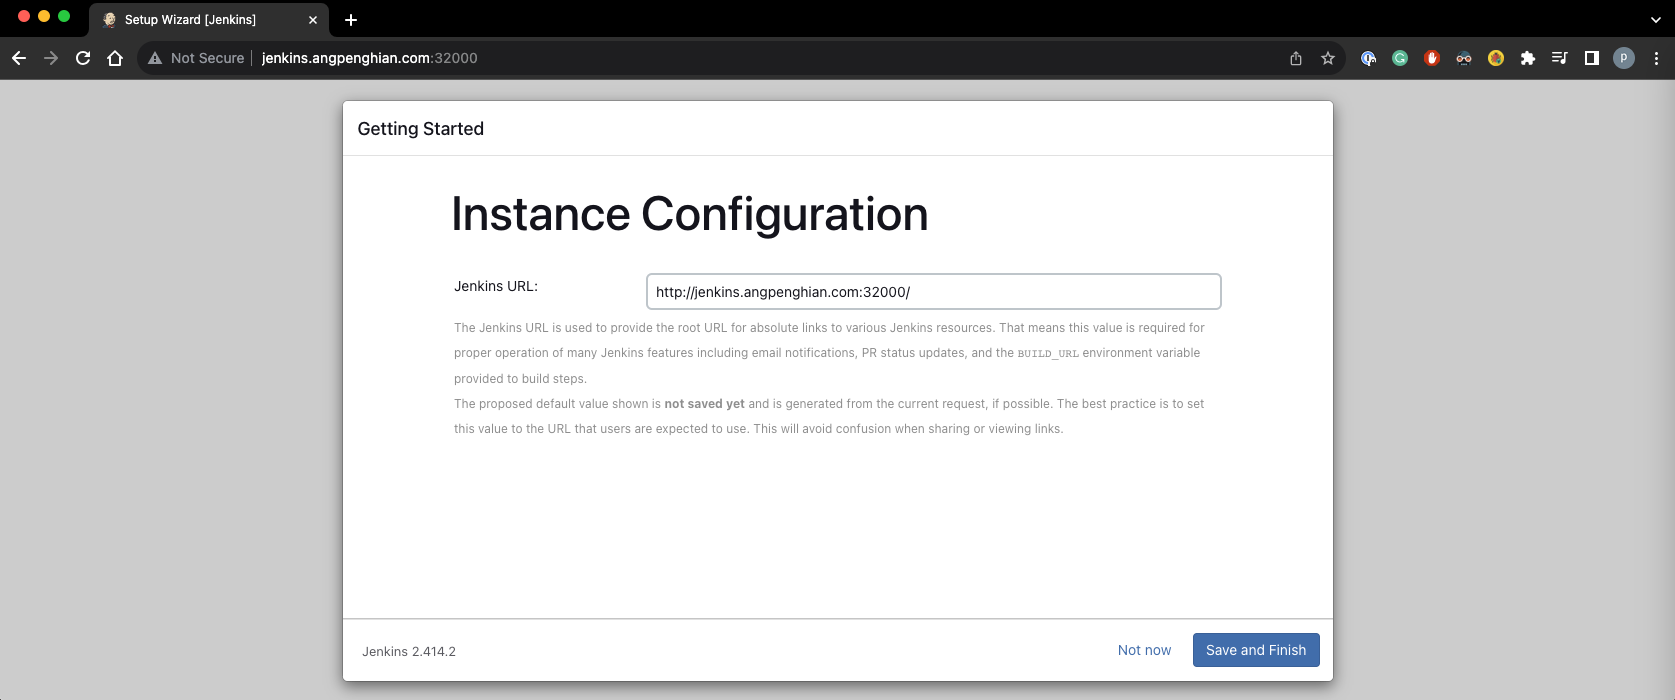 Setup Wizard [Jenkins]
Not Secure | jenkins.angpenghian.com:32000
P
Getting Started
Instance Configuration
Jenkins URL:
http://jenkins.angpenghian.com:32000/
The Jenkins URL is used to provide the root URL for absolute links to various Jenkins resources. That means this value is required for
proper operation of many Jenkins features including email notifications, PR status updates, and the BUILD_URL environment variable
provided to build steps.
The proposed default value shown is not saved yet and is generated from the current request, if possible. The best practice is to set
this value to the URL that users are expected to use. This will avoid confusion when sharing or viewing links.
Jenkins 2.414.2
Not now
Save and Finish